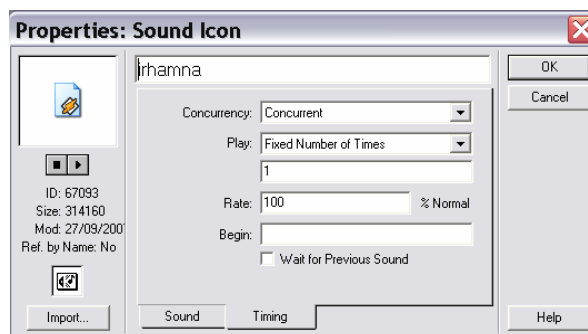 Properties: Sound Icon
irhamna
OK
Cancel
Concurrency: Concurrent
Play: Fixed Number of Times
1
Rate: 100 % Normal
Begin:
Wait for Previous Sound
ID: 67093
Size: 314160
Mod: 27/09/200
Ref. by Name: No
Import...
Sound Timing
Help